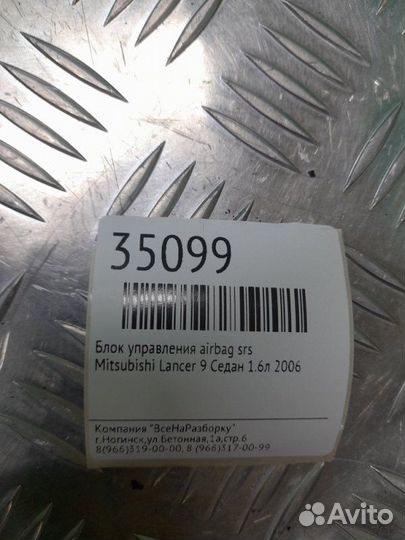 35099
Блок управления airbag srs
Mitsubishi Lancer 9 Седан 1.6л 2006
Компания "ВсеНаРазборку"
г.Ногинск,ул.Бетонная,1а,стр.6
8(966)319-00-00, 8 (966)317-00-99
Avito